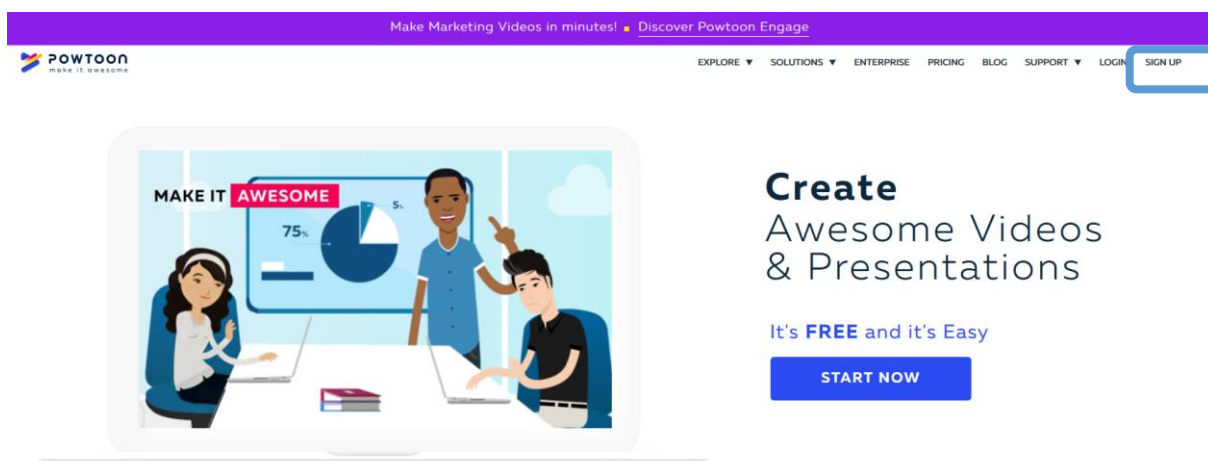 Make Marketing Videos in minutes! Discover Powtoon Engage
POWTOON
make it awesome
EXPLORE ▼ SOLUTIONS ▼ ENTERPRISE PRICING BLOG SUPPORT ▼ LOGIN SIGN UP
MAKE IT AWESOME
5%
75%
Create
Awesome Videos
& Presentations
It's FREE and it's Easy
START NOW